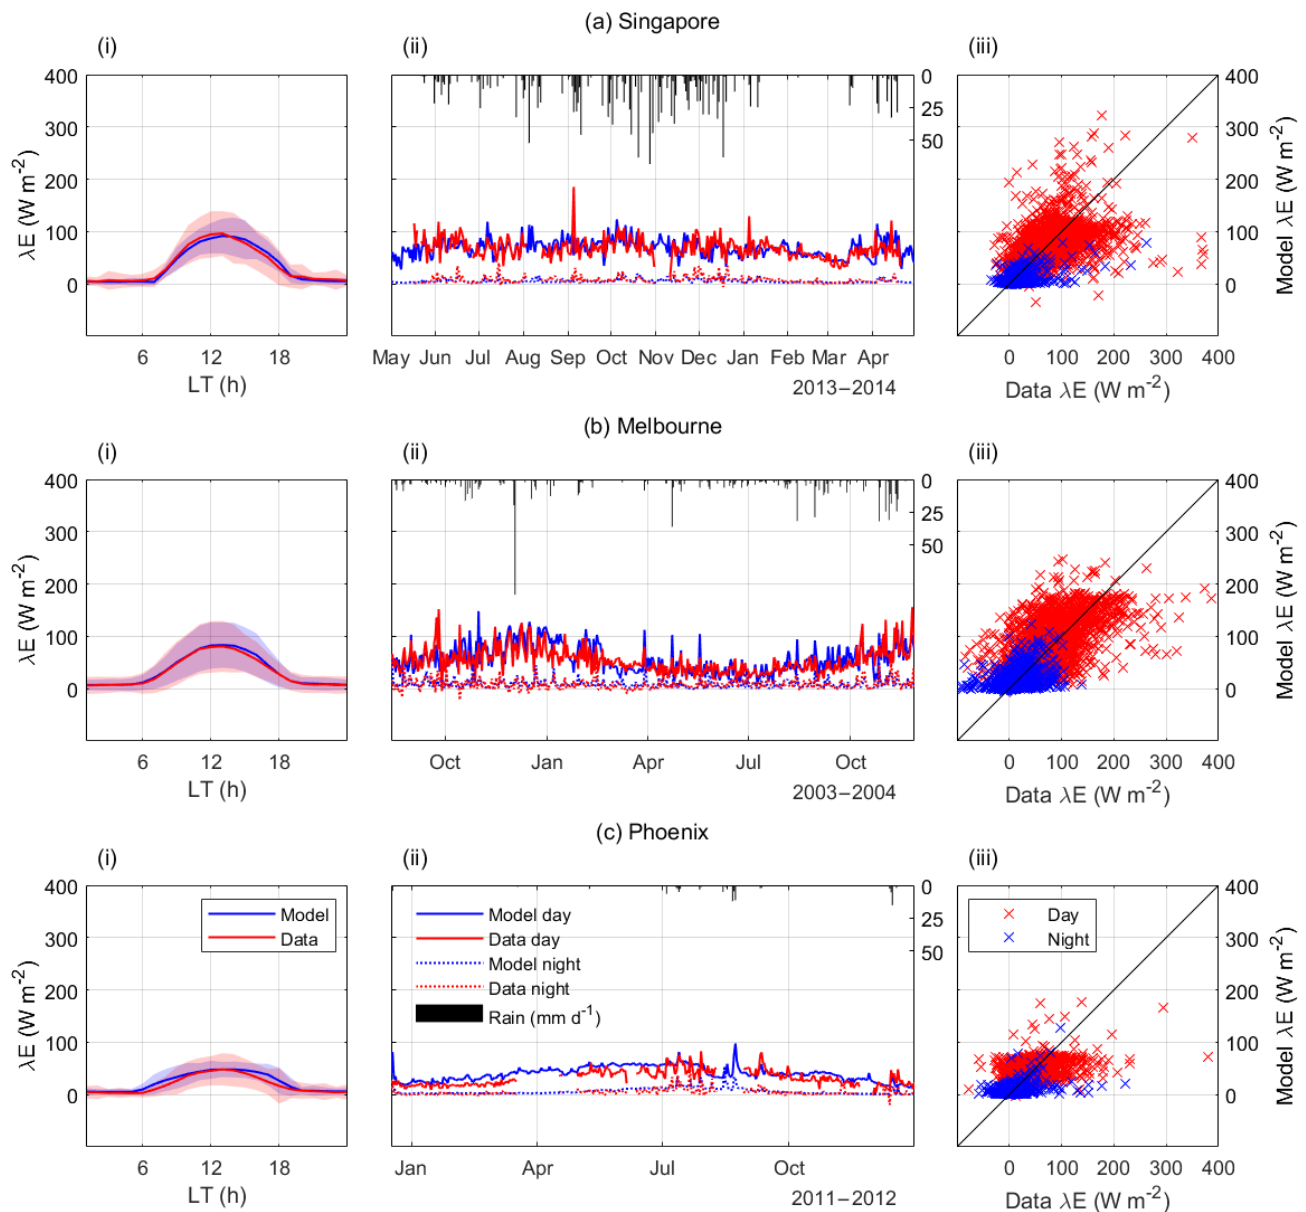 (a) Singapore
(i) (ii) (iii)
400 300 200 100 0
λE (W m-2)
6 12 18
LT (h)
0 25 50
May Jun Jul Aug Sep Oct Nov Dec Jan Feb Mar Apr
2013−2014
400 300 200 100 0
Model λE (W m-2)
0 100 200 300 400
Data λE (W m-2)
(b) Melbourne
(i) (ii) (iii)
400 300 200 100 0
λE (W m-2)
6 12 18
LT (h)
0 25 50
Oct Jan Apr Jul Oct
2003−2004
400 300 200 100 0
Model λE (W m-2)
0 100 200 300 400
Data λE (W m-2)
(c) Phoenix
(i) (ii) (iii)
400 300 200 100 0
λE (W m-2)
Model
Data
6 12 18
LT (h)
Model day
Data day
Model night
Data night
Rain (mm d-1)
0 25 50
Jan Apr Jul Oct
2011−2012
Day
Night
400 300 200 100 0
Model λE (W m-2)
0 100 200 300 400
Data λE (W m-2)